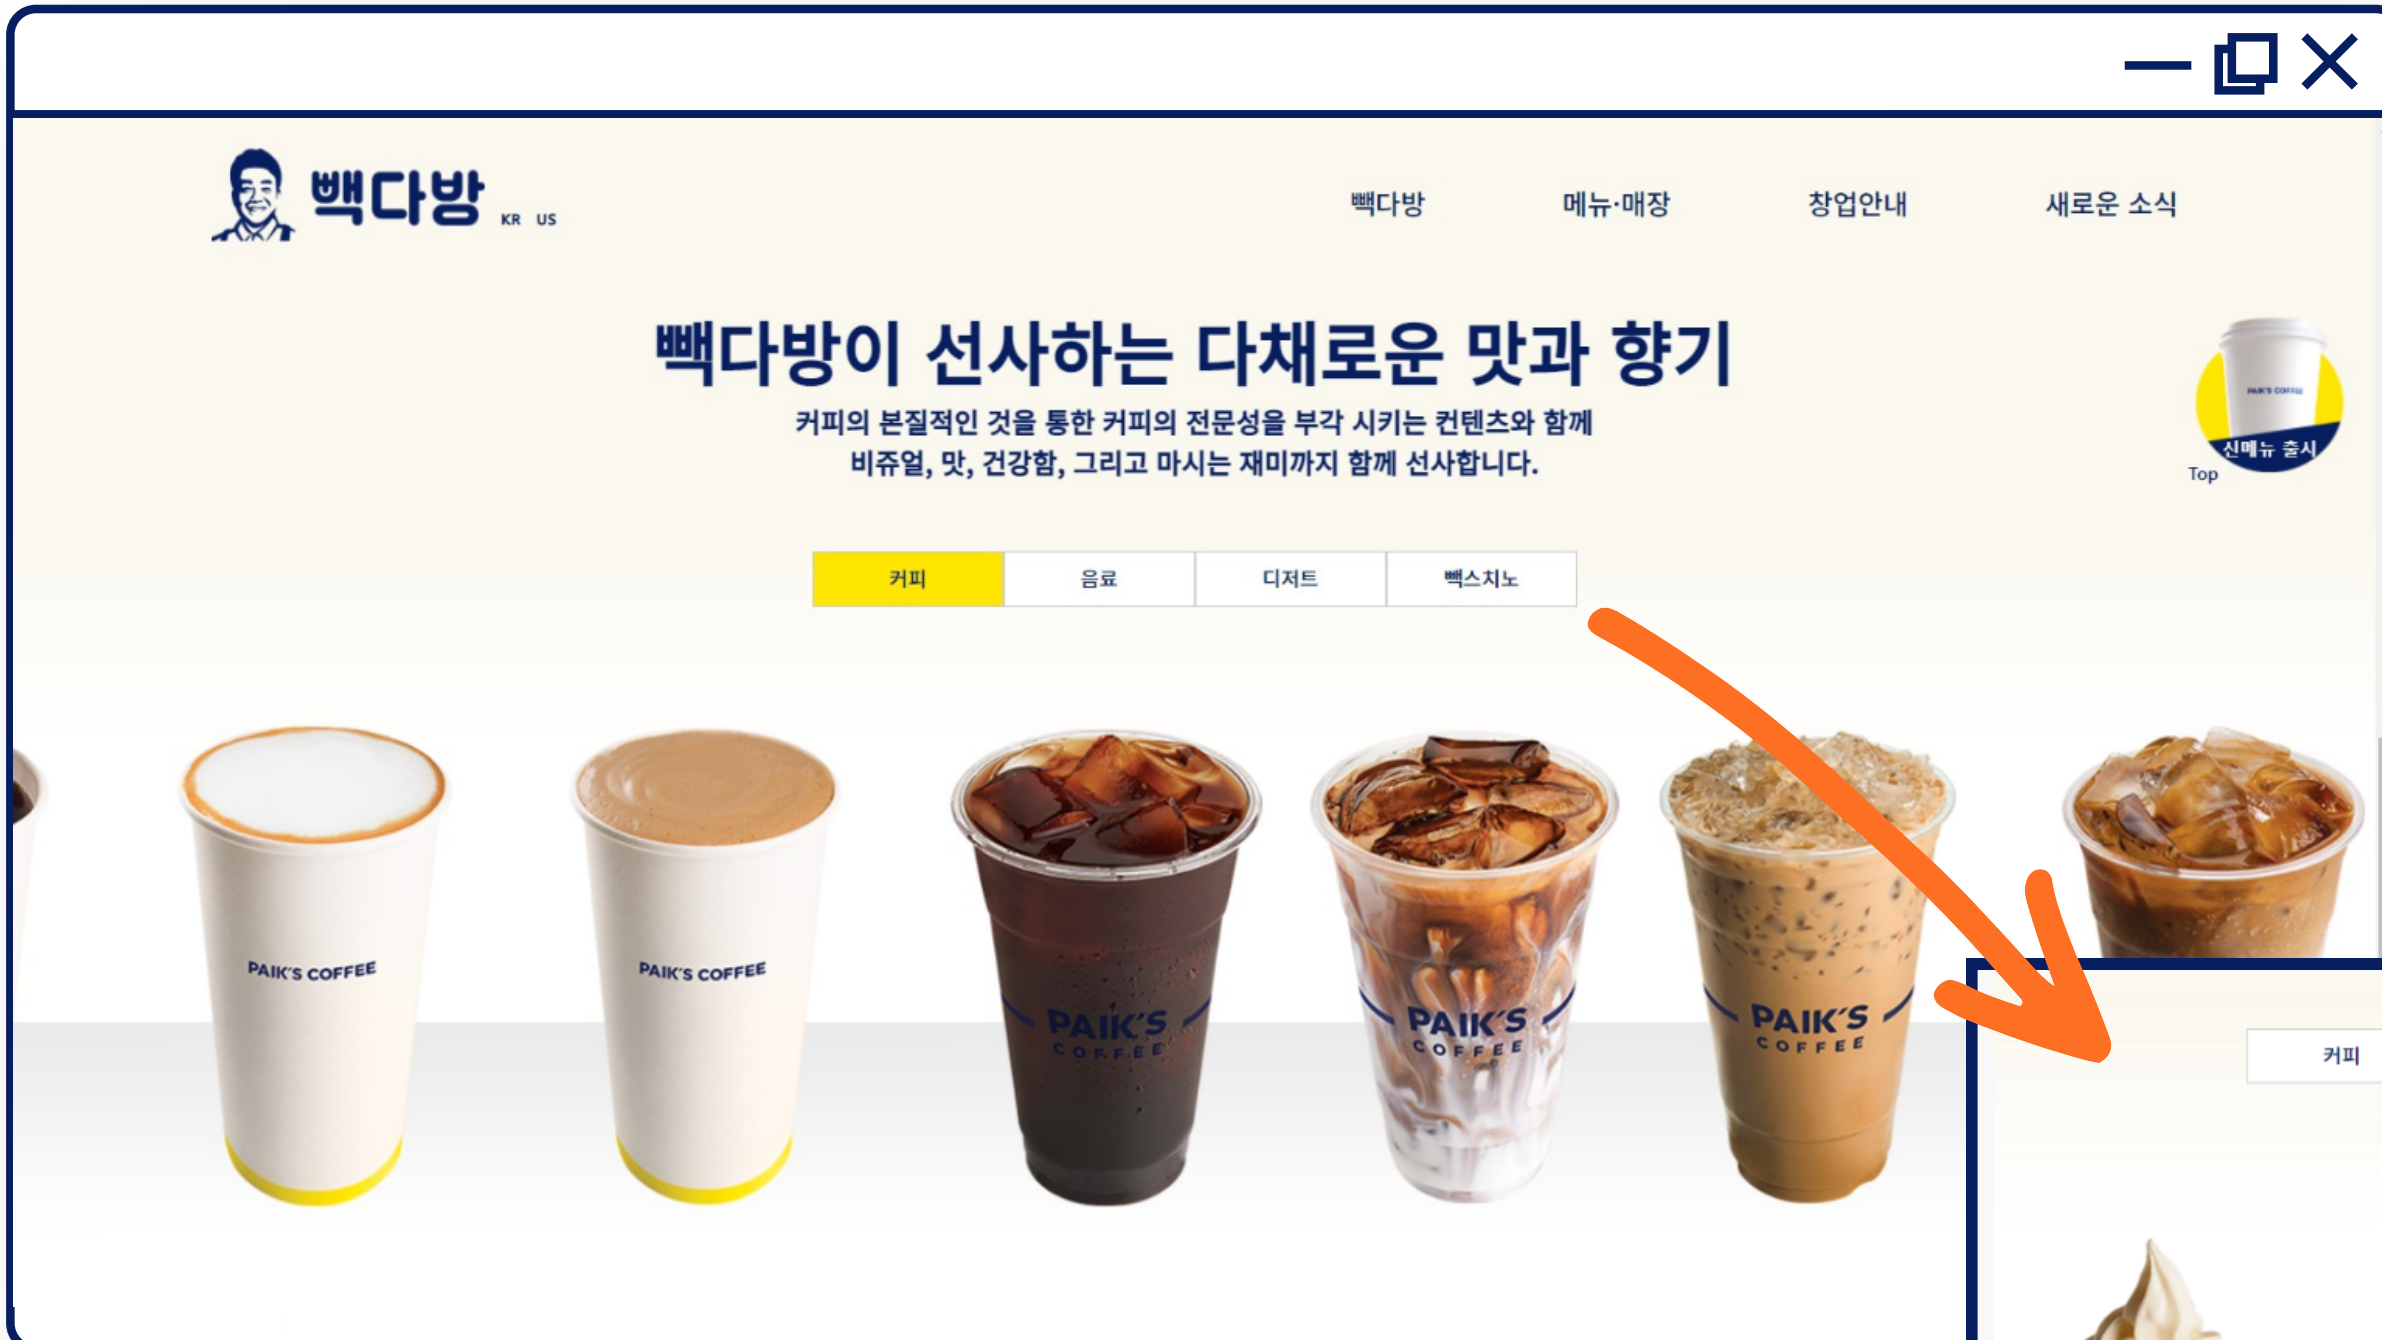 빽다방 KR US
빽다방 메뉴·매장 창업안내 새로운 소식
빽다방이 선사하는 다채로운 맛과 향기
커피의 본질적인 것을 통한 커피의 전문성을 부각 시키는 컨텐츠와 함께
비쥬얼, 맛, 건강함, 그리고 마시는 재미까지 함께 선사합니다.
PAIK'S COFFEE
신메뉴 출시
Top
커피 음료 디저트 빽스치노
PAIK'S COFFEE
PAIK'S COFFEE
PAIK'S
COFFEE
PAIK'S
COFFEE
PAIK'S
COFFEE
커피